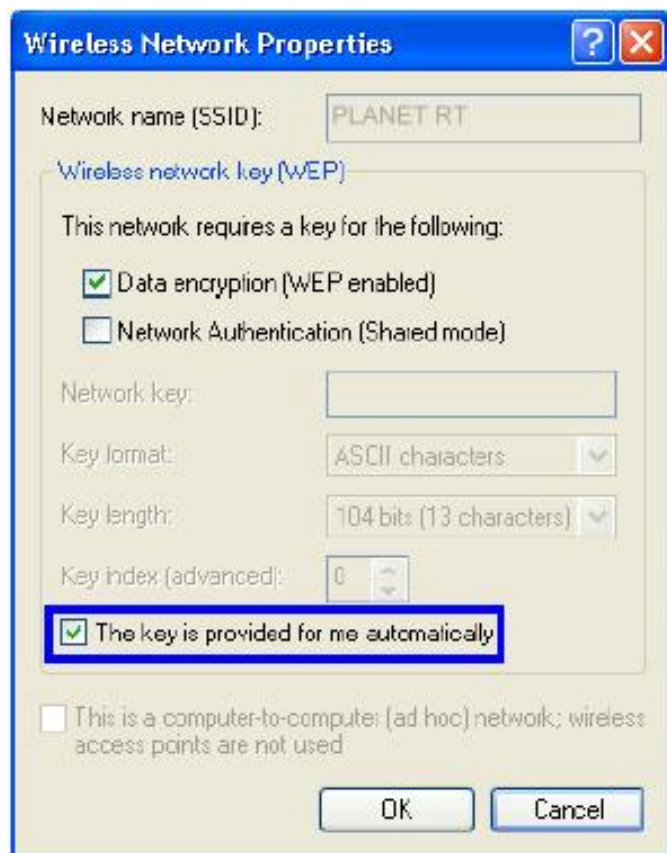 Wireless Network Properties
Network name (SSID): PLANET RT
Wireless network key (WEP)
This network requires a key for the following:
Data encryption (WEP enabled)
Network Authentication (Shared mode)
Network key:
Key format: ASCII characters
Key length: 104 bits (13 characters)
Key index (advanced): 0
The key is provided for me automatically
This is a computer-to-computer (ad hoc) network; wireless
access points are not used
OK Cancel